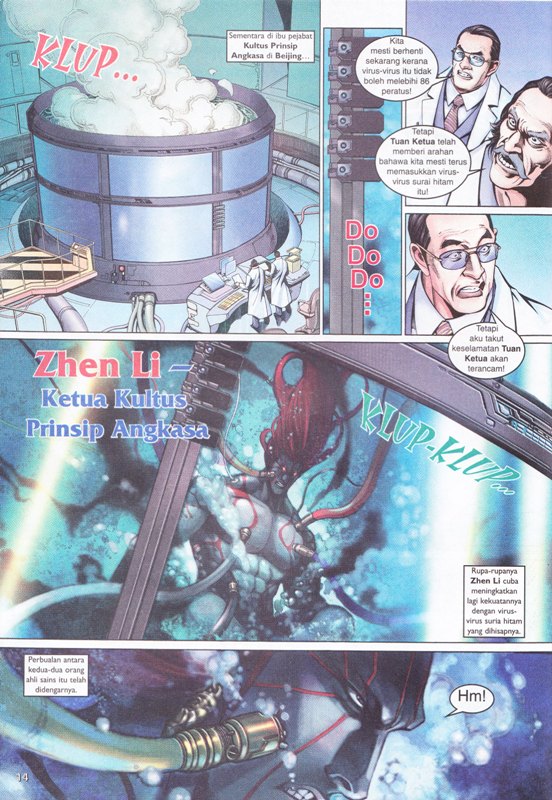 Sementara di ibu pejabat
Kultus Prinsip
Angkasa di Beijing...
KLUP...
Kita
mesti berhenti
sekarang kerana
virus-virus itu tidak
boleh melebihi 86
peratus!
Tetapi
Tuan Ketua telah
memberi arahan
bahawa kita mesti terus
memasukkan virus-
virus surai hitam
itu!
Do
Do
Do...
Tetapi
aku takut
keselamatan Tuan
Ketua akan
terancam!
Zhen Li –
Ketua Kultus
Prinsip Angkasa
KLUP-KLUP...
Rupa-rupanya
Zhen Li cuba
meningkatkan
lagi kekuatannya
dengan virus-
virus suria hitam
yang dihisapnya.
Perbualan antara
kedua-dua orang
ahli sains itu telah
didengarnya.
Hm!
14